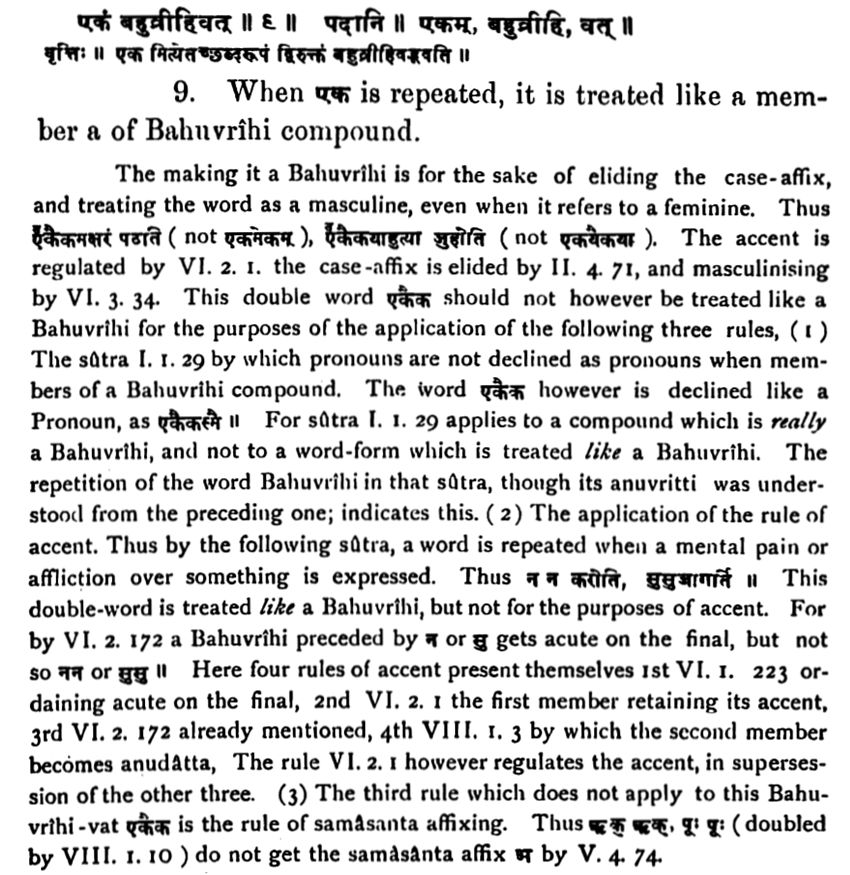 एकं बहुव्रीहिवत् ॥ ९ ॥ पदानि ॥ एकम्, बहुव्रीहि, वत् ॥
वृत्तिः ॥ एक मित्येतच्छब्दरूपं द्विरुक्तं बहुव्रीहिवद्भवति ॥
9. When एक is repeated, it is treated like a mem-
ber a of Bahuvrîhi compound.
The making it a Bahuvrîhi is for the sake of eliding the case-affix,
and treating the word as a masculine, even when it refers to a feminine. Thus
ए॑कैकमक्षरं पठति ( not एकमेकम् ), ए॑कैकयाहुत्या जुहोति ( not एकयैकया ). The accent is
regulated by VI. 2. 1. the case-affix is elided by II. 4. 71, and masculinising
by VI. 3. 34. This double word एकैक should not however be treated like a
Bahuvrîhi for the purposes of the application of the following three rules, ( 1 )
The sûtra I. 1. 29 by which pronouns are not declined as pronouns when mem-
bers of a Bahuvrîhi compound. The word एकैक however is declined like a
Pronoun, as एकैकस्मै ॥ For sûtra I. 1. 29 applies to a compound which is really
a Bahuvrîhi, and not to a word-form which is treated like a Bahuvrîhi. The
repetition of the word Bahuvrîhi in that sûtra, though its anuvritti was under-
stood from the preceding one; indicates this. ( 2 ) The application of the rule of
accent. Thus by the following sûtra, a word is repeated when a mental pain or
affliction over something is expressed. Thus न न करोति, सुसुजागर्ति ॥ This
double-word is treated like a Bahuvrîhi, but not for the purposes of accent. For
by VI. 2. 172 a Bahuvrîhi preceded by न or सु gets acute on the final, but not
so नन or सुसु ॥ Here four rules of accent present themselves 1st VI. 1. 223 or-
daining acute on the final, 2nd VI. 2. 1 the first member retaining its accent,
3rd VI. 2. 172 already mentioned, 4th VIII. 1. 3 by which the second member
becomes anudâtta, The rule VI. 2. 1 however regulates the accent, in superses-
sion of the other three. (3) The third rule which does not apply to this Bahu-
vrîhi-vat एकैक is the rule of samâsanta affixing. Thus ऋक् ऋक्, पूः पूः ( doubled
by VIII. 1. 10 ) do not get the samâsânta affix अ by V. 4. 74.